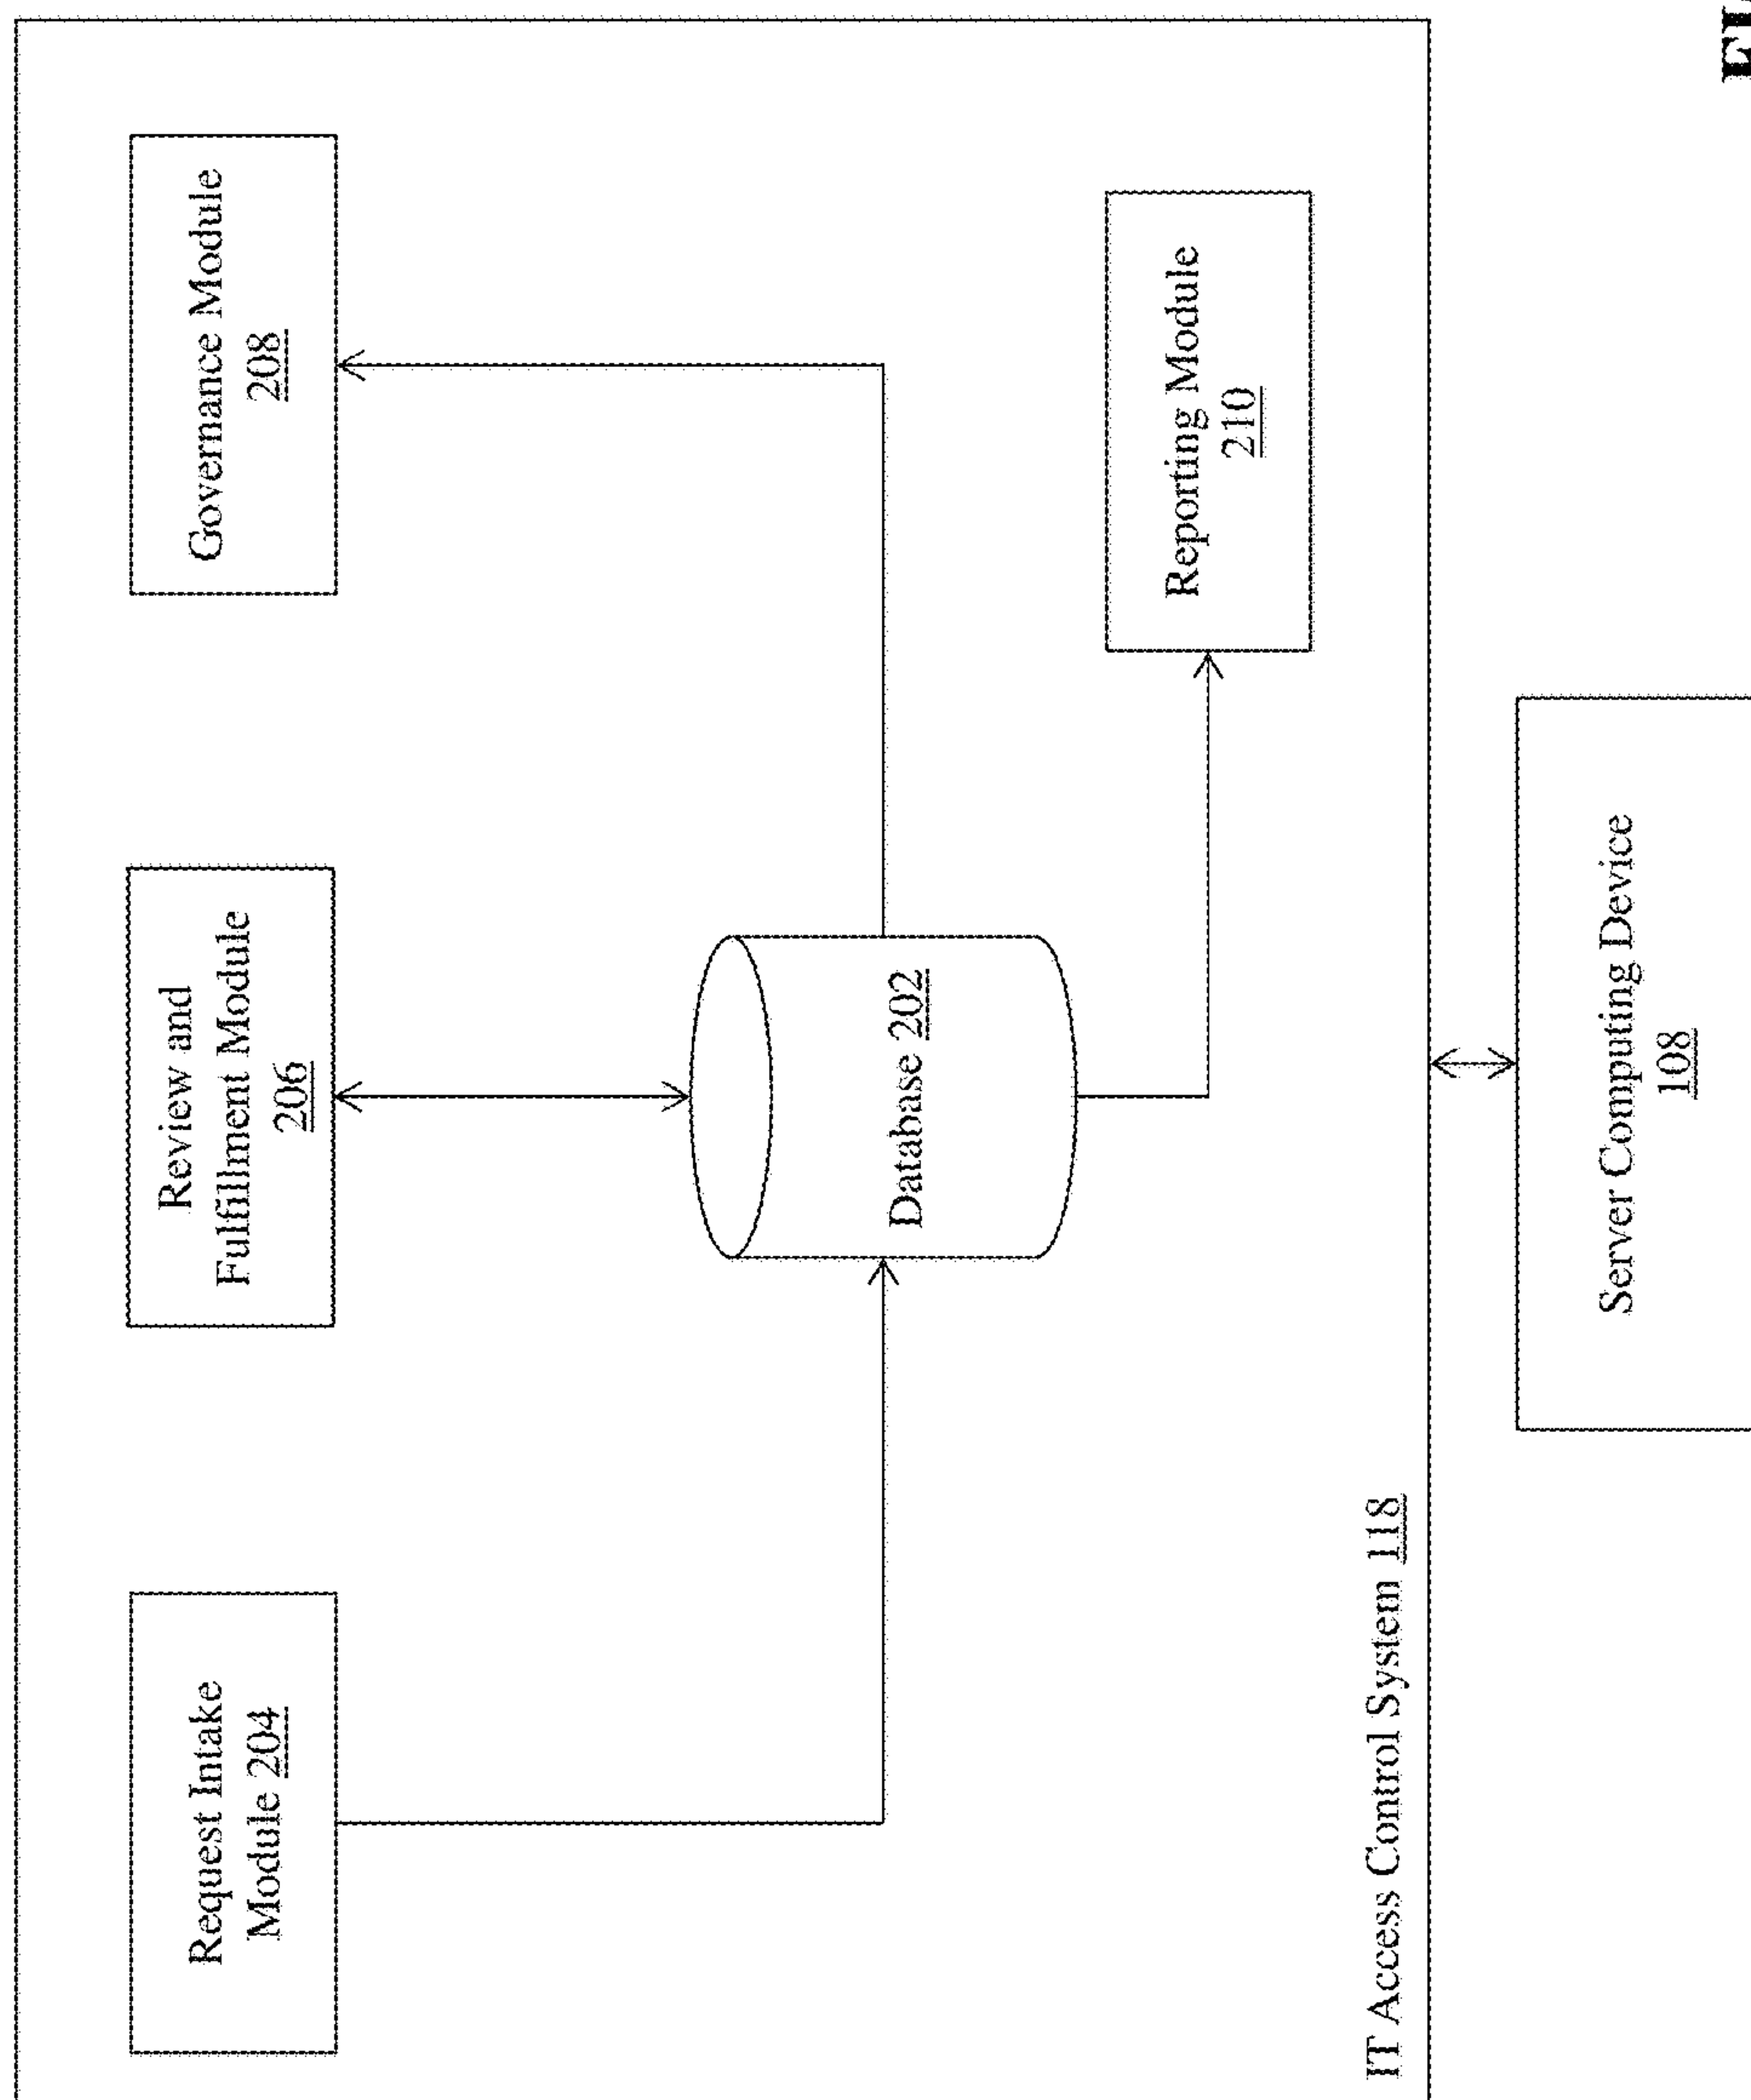 Request Intake
Module 204
Review and
Fulfillment Module
206
Governance Module
208
Database 202
Reporting Module
210
IT Access Control System 118
Server Computing Device
108